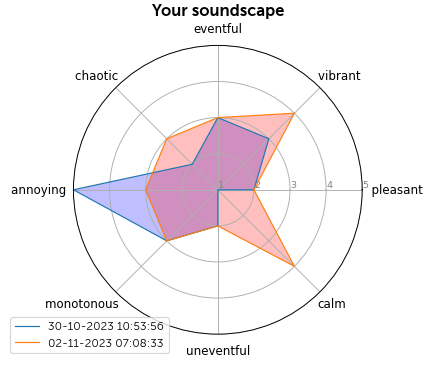 Your soundscape
eventful
chaotic
vibrant
annoying
1 2 3 4 5
pleasant
monotonous
calm
30-10-2023 10:53:56
02-11-2023 07:08:33
uneventful